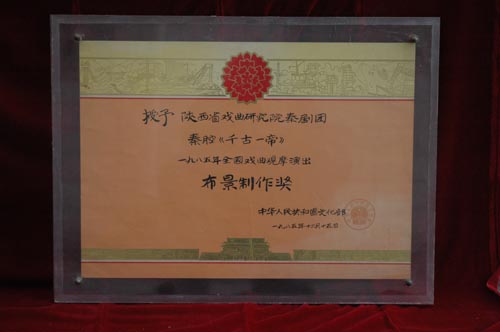 授予 陕西省戏曲研究院秦剧团
秦腔《千古一帝》
一九八五年全国戏曲观摩演出
布景制作奖
中华人民共和国文化部
一九八五年十二月十五日